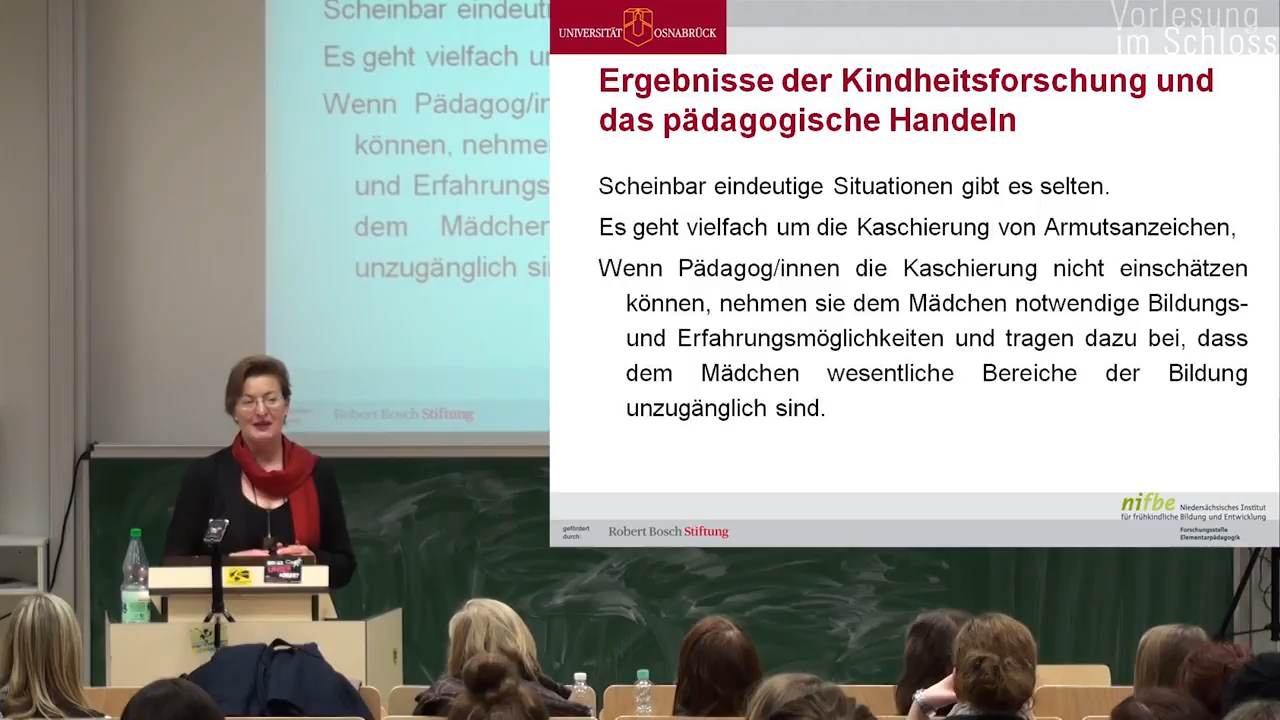 Scheinbar eindeuti
Es geht vielfach u
Wenn Pädagog/in
können, nehme
und Erfahrungs
dem Mädchen
unzugänglich si
Robert Bosch Stiftung
UNIVERSITÄT OSNABRÜCK
Vorlesung
im Schloss
Ergebnisse der Kindheitsforschung und
das pädagogische Handeln
Scheinbar eindeutige Situationen gibt es selten.
Es geht vielfach um die Kaschierung von Armutsanzeichen,
Wenn Pädagog/innen die Kaschierung nicht einschätzen
können, nehmen sie dem Mädchen notwendige Bildungs-
und Erfahrungsmöglichkeiten und tragen dazu bei, dass
dem Mädchen wesentliche Bereiche der Bildung
unzugänglich sind.
gefördert
durch:
Robert Bosch Stiftung
nifbe Niedersächsisches Institut
für frühkindliche Bildung und Entwicklung
Forschungsstelle
Elementarpädagogik
UNSER